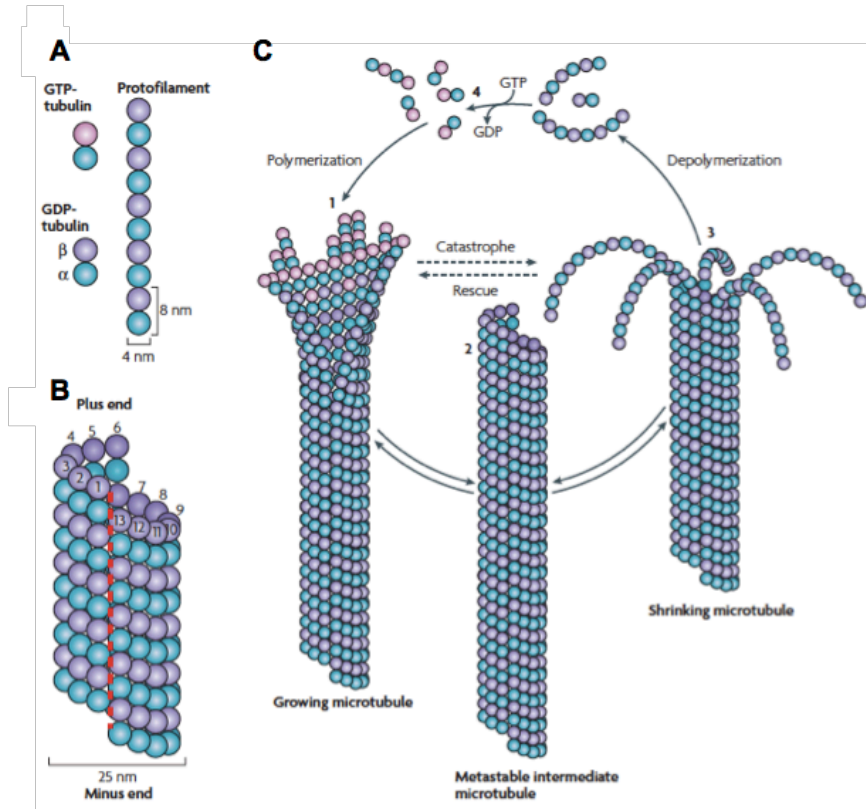 A
GTP-
tubulin
Protofilament
GDP-
tubulin
β
α
8 nm
4 nm
B
Plus end
4
5
6
3
2
1
7
8
9
13
12
11
10
25 nm
Minus end
C
4
GTP
GDP
Polymerization
Depolymerization
1
3
Catastrophe
Rescue
2
Shrinking microtubule
Growing microtubule
Metastable intermediate
microtubule